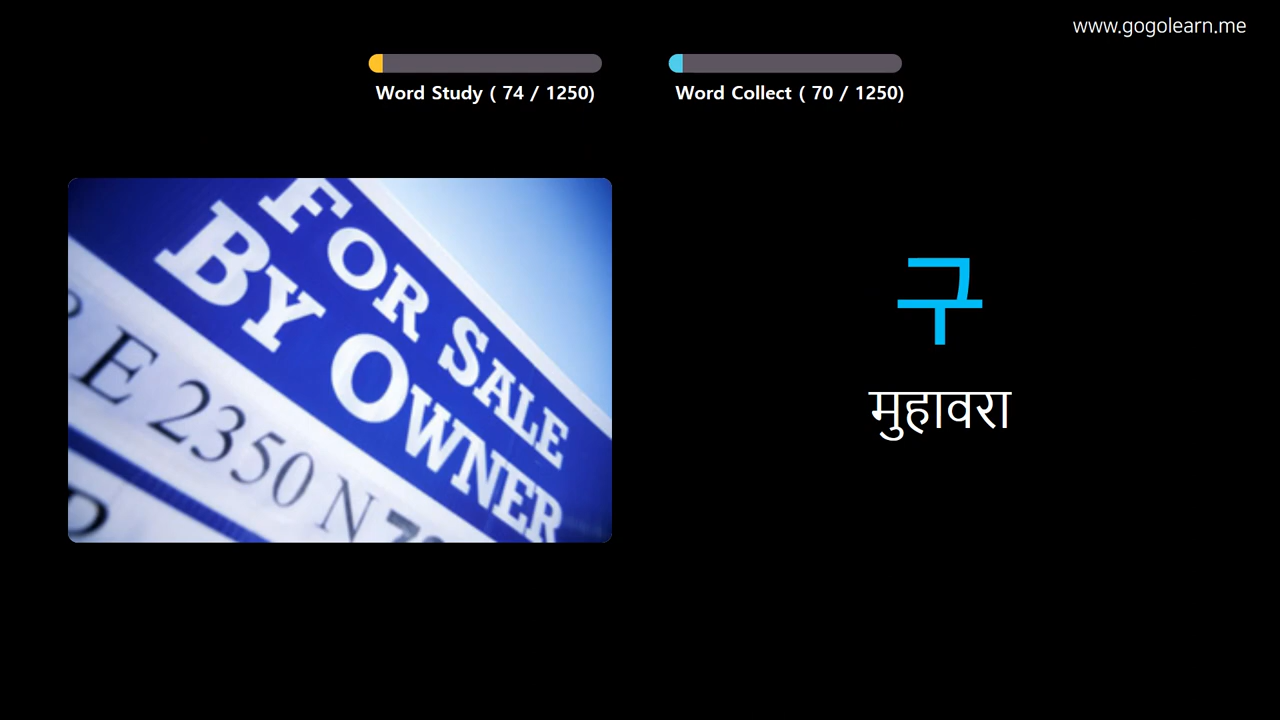 www.gogolearn.me
Word Study ( 74 / 1250)
Word Collect ( 70 / 1250)
FOR SALE
BY OWNER
E 2350 N
구
मुहावरा